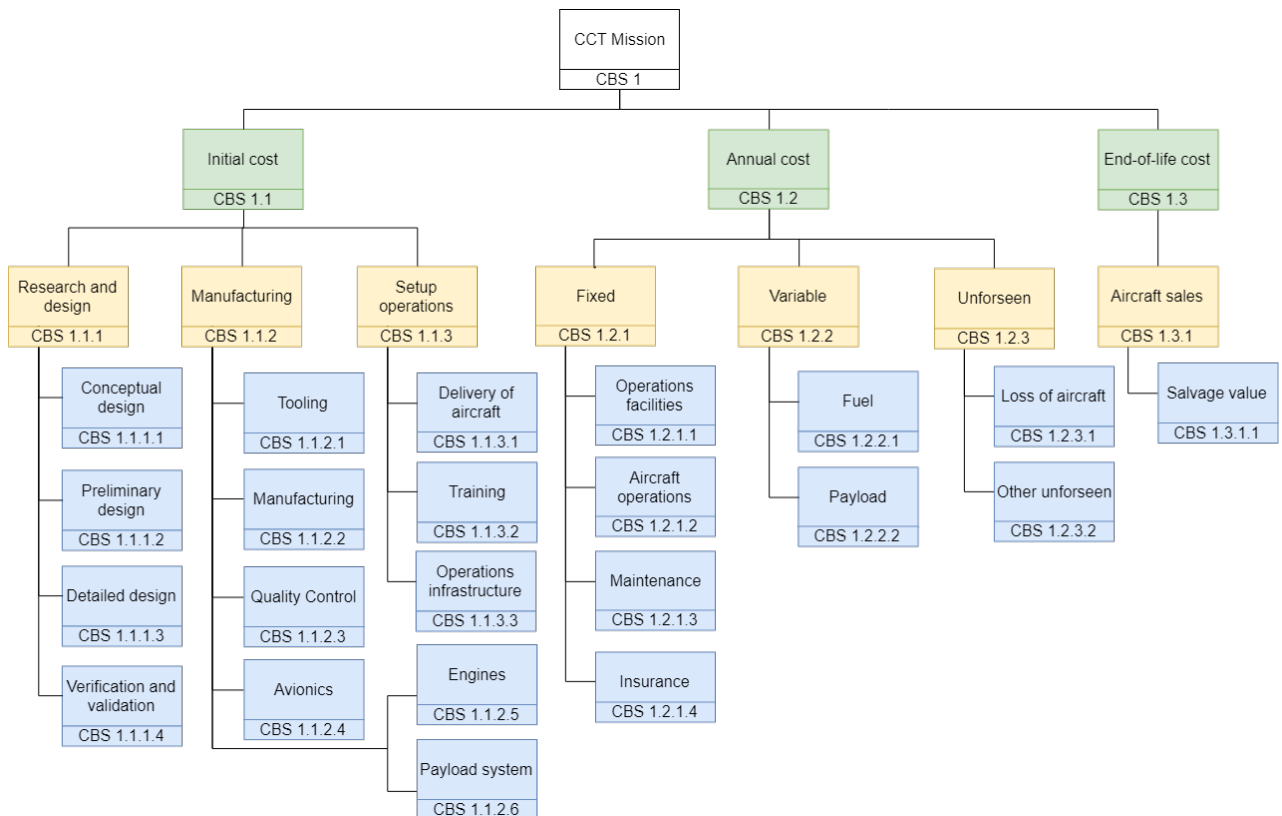 CCT Mission
CBS 1
Initial cost
CBS 1.1
Annual cost
CBS 1.2
End-of-life cost
CBS 1.3
Research and
design
CBS 1.1.1
Manufacturing
CBS 1.1.2
Setup
operations
CBS 1.1.3
Fixed
CBS 1.2.1
Variable
CBS 1.2.2
Unforseen
CBS 1.2.3
Aircraft sales
CBS 1.3.1
Conceptual
design
CBS 1.1.1.1
Preliminary
design
CBS 1.1.1.2
Detailed design
CBS 1.1.1.3
Verification and
validation
CBS 1.1.1.4
Tooling
CBS 1.1.2.1
Manufacturing
CBS 1.1.2.2
Quality Control
CBS 1.1.2.3
Avionics
CBS 1.1.2.4
Engines
CBS 1.1.2.5
Payload system
CBS 1.1.2.6
Delivery of
aircraft
CBS 1.1.3.1
Training
CBS 1.1.3.2
Operations
infrastructure
CBS 1.1.3.3
Operations
facilities
CBS 1.2.1.1
Aircraft
operations
CBS 1.2.1.2
Maintenance
CBS 1.2.1.3
Insurance
CBS 1.2.1.4
Fuel
CBS 1.2.2.1
Payload
CBS 1.2.2.2
Loss of aircraft
CBS 1.2.3.1
Other unforseen
CBS 1.2.3.2
Salvage value
CBS 1.3.1.1